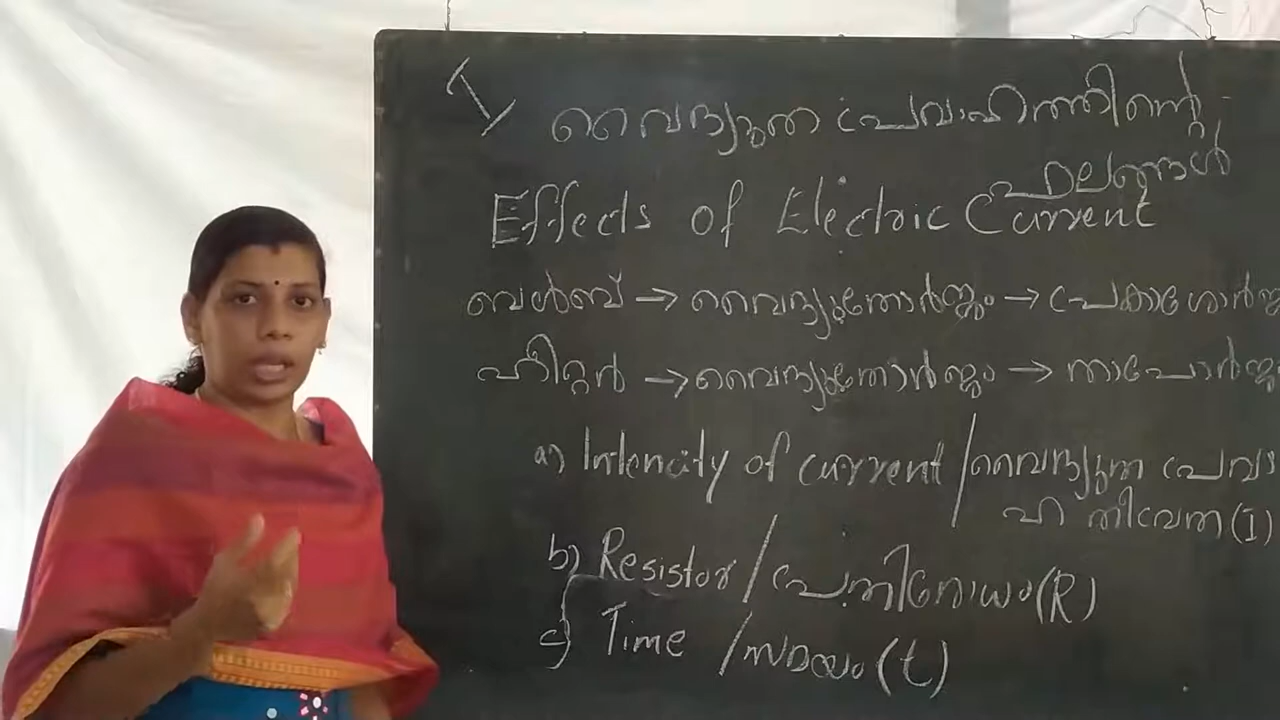 I
വൈദ്യുത പ്രവാഹത്തിന്റെ
ഫലങ്ങൾ
Effects of Electric Current
ബൾബ് → വൈദ്യുതോർജ്ജം → പ്രകാശോർജ്ജ
ഹീറ്റർ → വൈദ്യുതോർജ്ജം → താപോർജ്ജ
a) Intencity of current / വൈദ്യുത പ്രവാ
ഹ തീവ്രത (I)
b) Resistor / പ്രതിരോധം (R)
c) Time / സമയം (t)